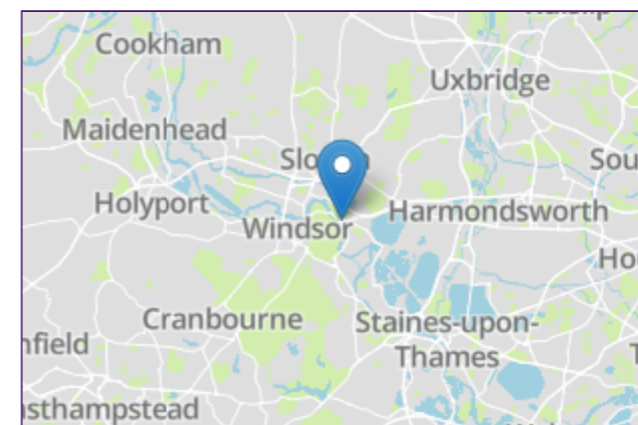 Cookham
Uxbridge
Maidenhead
Holyport
Harmondsworth
Windsor
Cranbourne
Staines-upon-
Thames